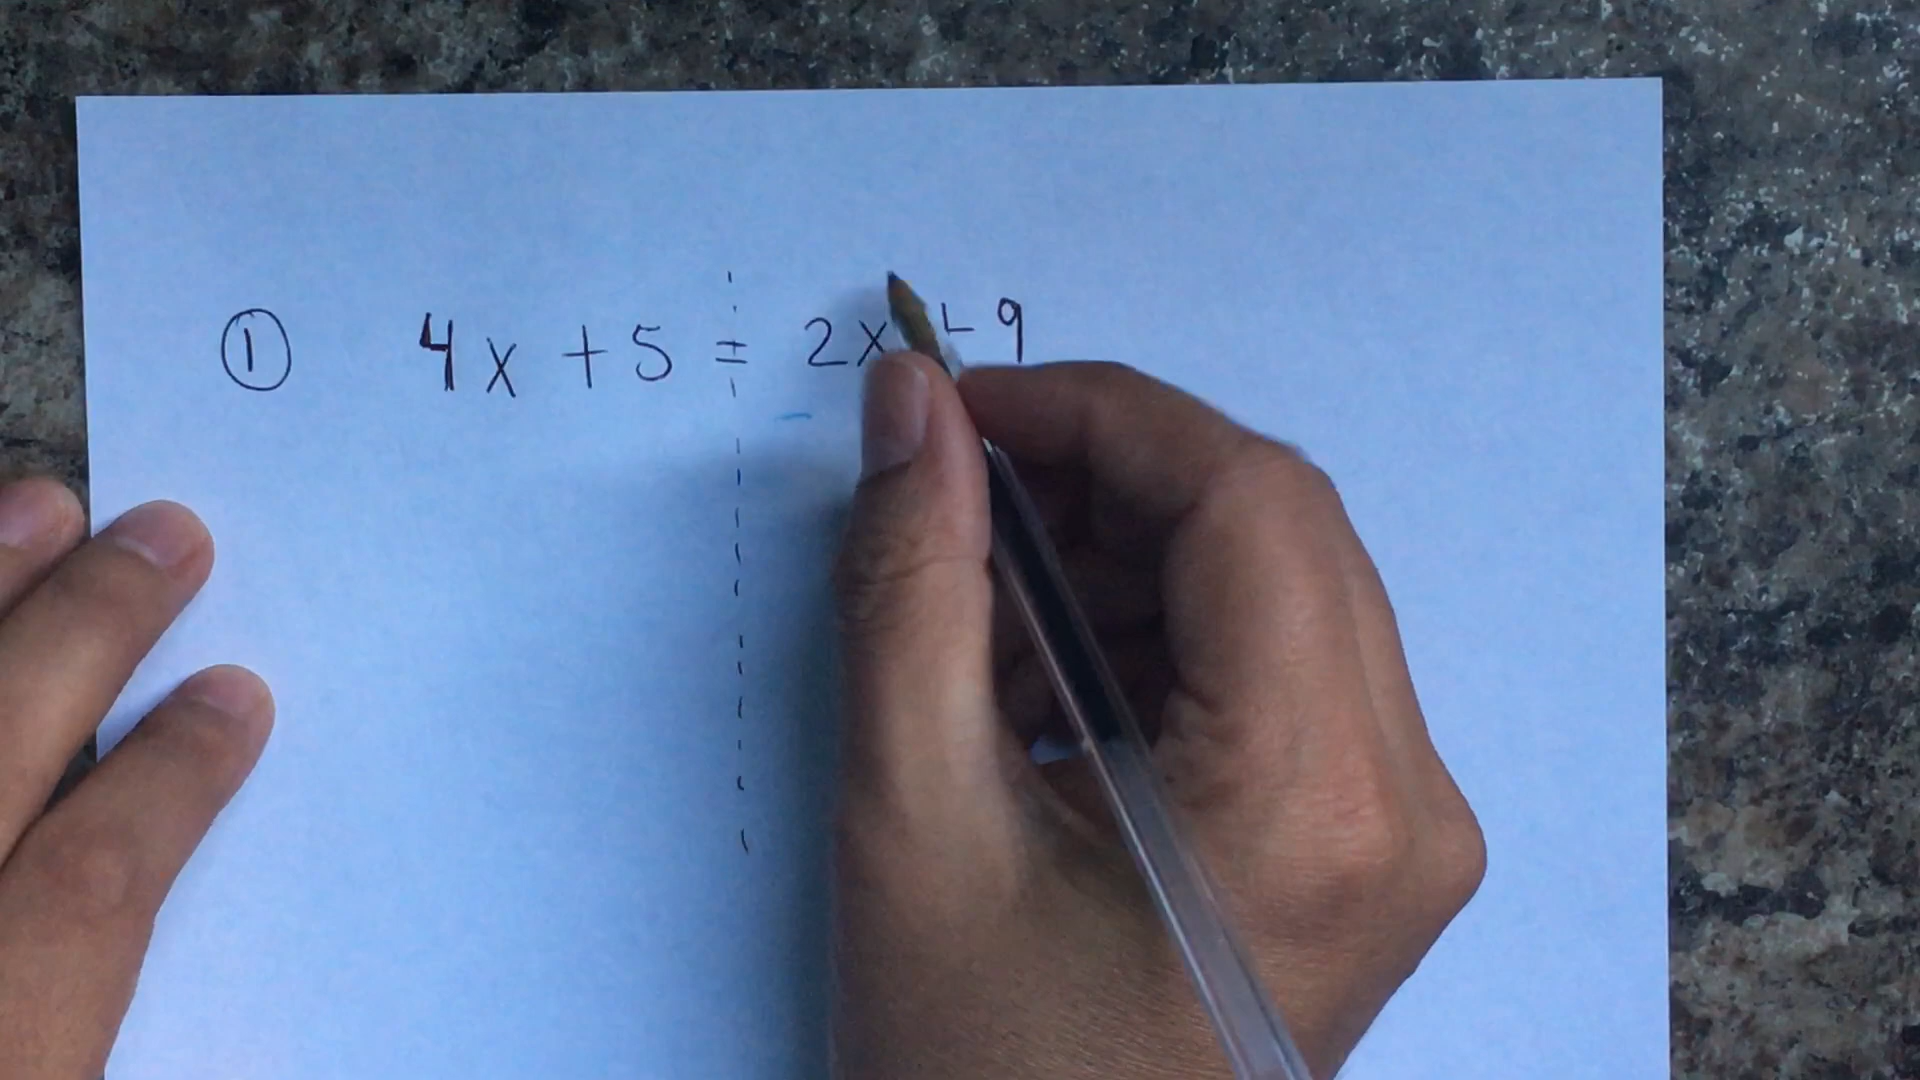 ① 4x + 5 = 2x + 9